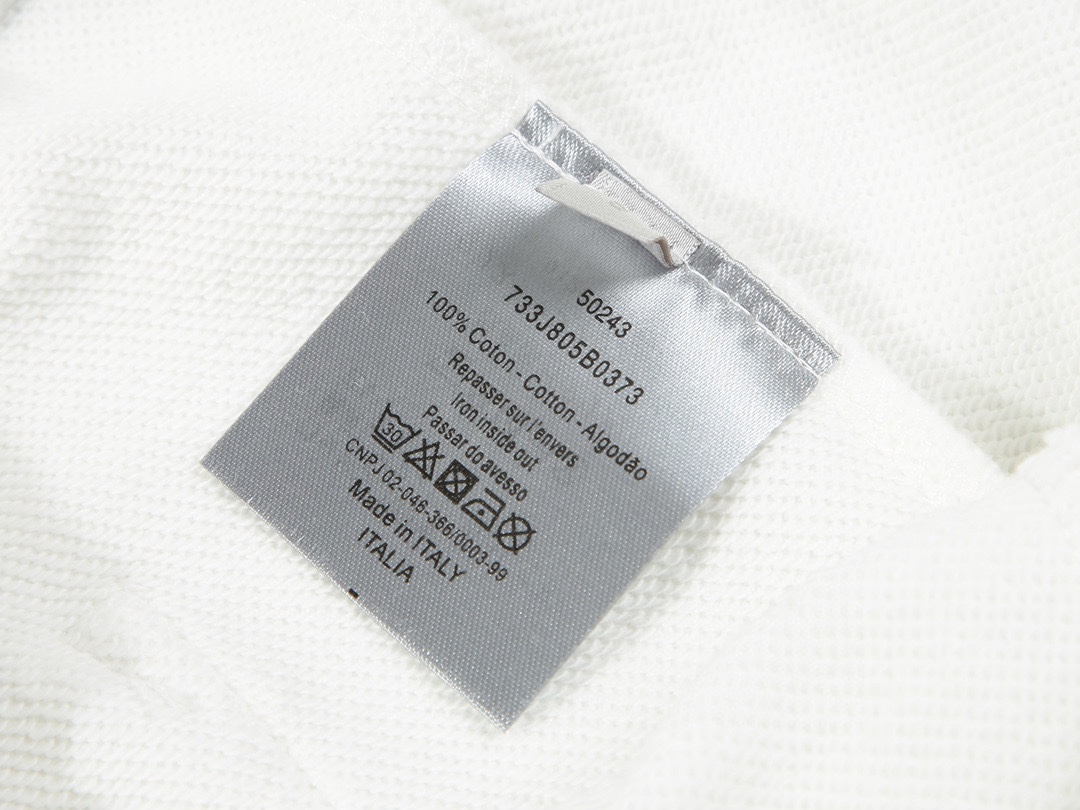 50243
733J805B0373
100% Coton - Cotton - Algodão
Repasser sur l'envers
Iron inside out
Passar do avesso
30
CNPJ 02-046-366/0003-99
Made in ITALY
ITALIA